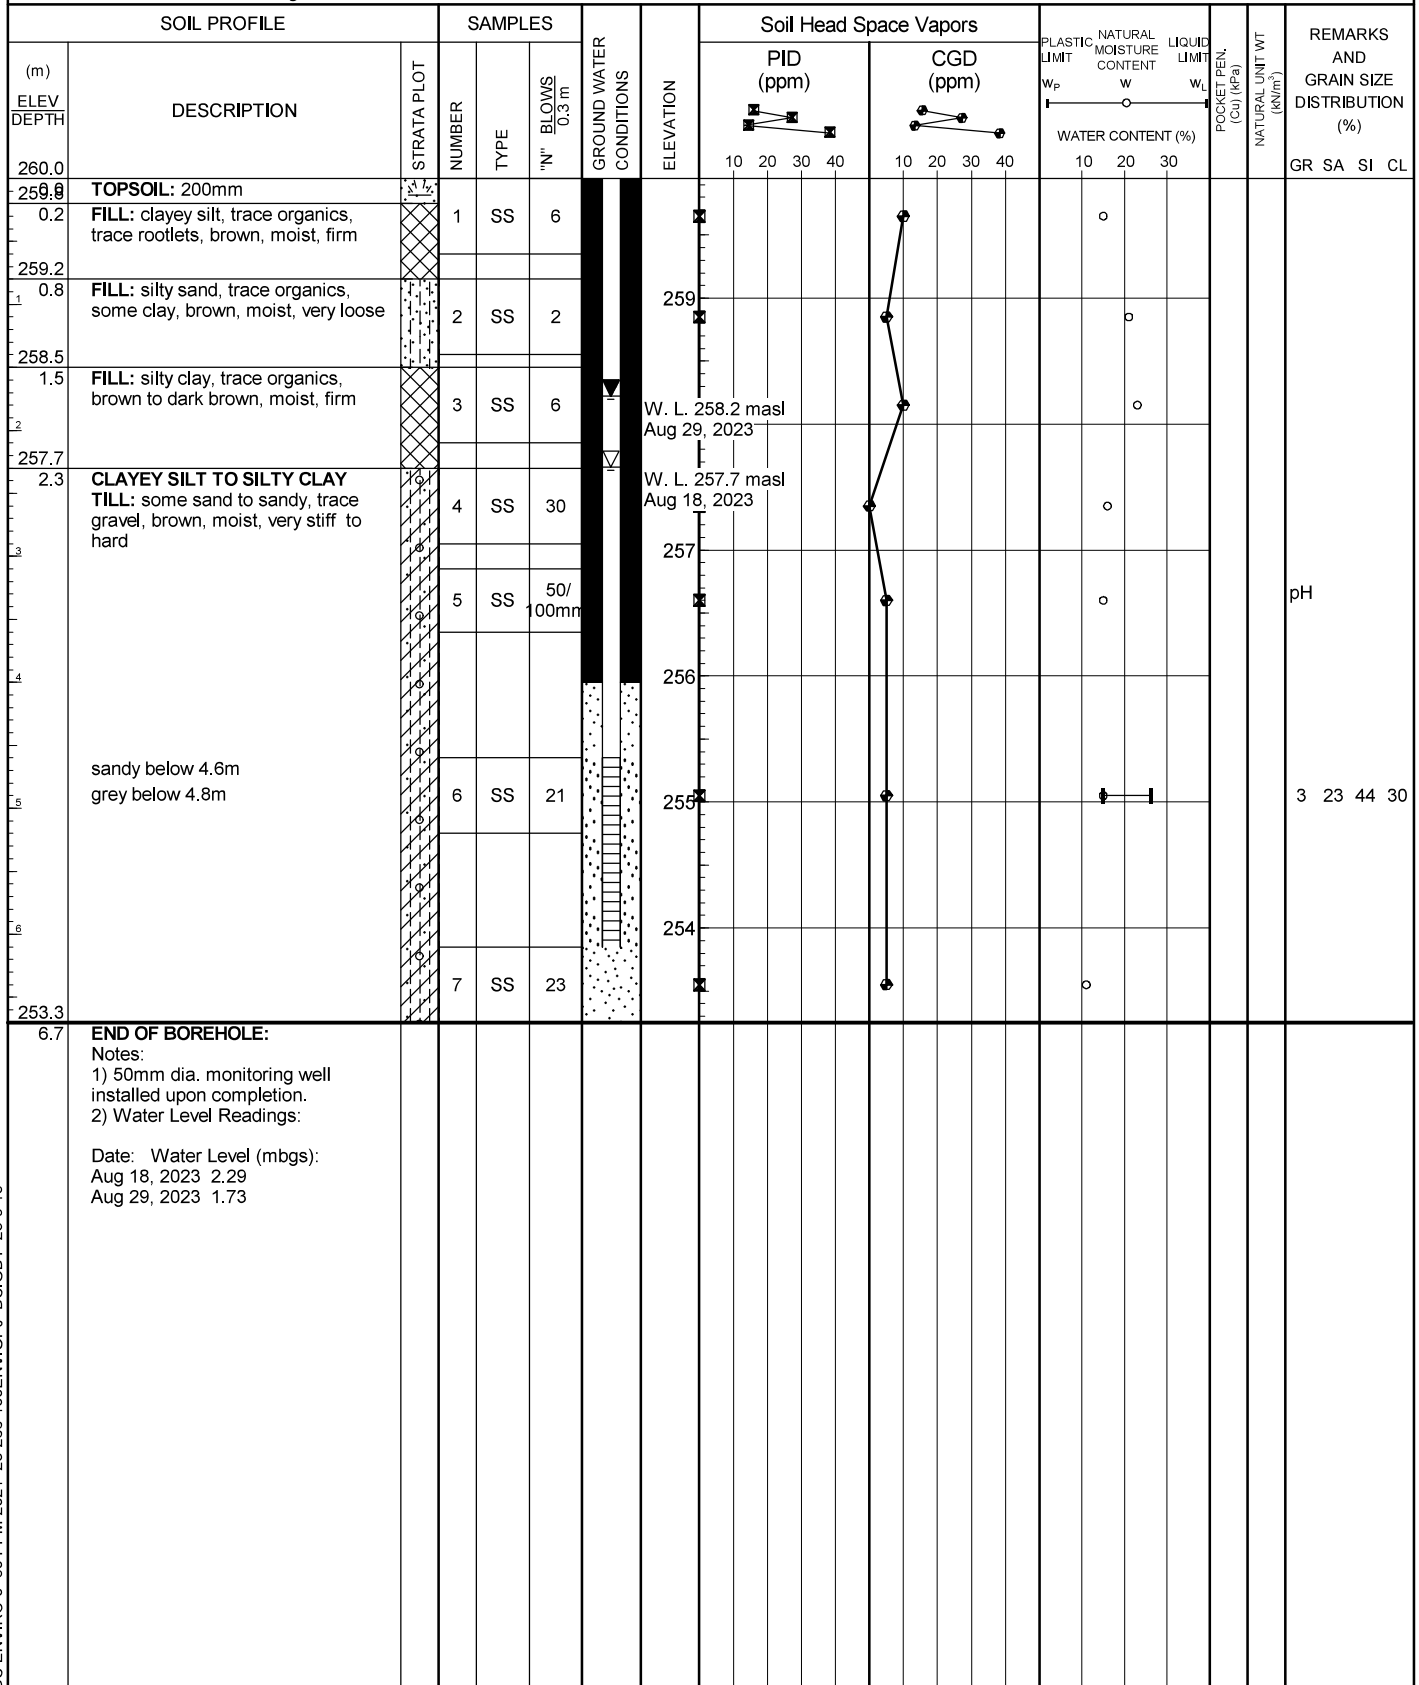 SOIL PROFILE
SAMPLES
Soil Head Space Vapors
(m)
ELEV
DEPTH
DESCRIPTION
STRATA PLOT
NUMBER
TYPE
"N" BLOWS
0.3 m
GROUND WATER
CONDITIONS
ELEVATION
PID
(ppm)
CGD
(ppm)
PLASTIC
LIMIT
NATURAL
MOISTURE
CONTENT
LIQUID
LIMIT
WP
W
WL
WATER CONTENT (%)
POCKET PEN.
(Cu) (kPa)
NATURAL UNIT WT
(kN/m³)
REMARKS
AND
GRAIN SIZE
DISTRIBUTION
(%)
260.0
10 20 30 40
10 20 30 40
10 20 30
GR SA SI CL
0.0
TOPSOIL: 200mm
259.8
0.2
FILL: clayey silt, trace organics,
trace rootlets, brown, moist, firm
1 SS 6
259.2
0.8
FILL: silty sand, trace organics,
some clay, brown, moist, very loose
1
259
2 SS 2
258.5
1.5
FILL: silty clay, trace organics,
brown to dark brown, moist, firm
3 SS 6
W. L. 258.2 masl
Aug 29, 2023
2
257.7
2.3
CLAYEY SILT TO SILTY CLAY
TILL: some sand to sandy, trace
gravel, brown, moist, very stiff to
hard
W. L. 257.7 masl
Aug 18, 2023
4 SS 30
3
257
5 SS 50/
100mm
pH
4
256
sandy below 4.6m
grey below 4.8m
6 SS 21
3 23 44 30
5
255
6
254
7 SS 23
253.3
6.7
END OF BOREHOLE:
Notes:
1) 50mm dia. monitoring well
installed upon completion.
2) Water Level Readings:
Date: Water Level (mbgs):
Aug 18, 2023 2.29
Aug 29, 2023 1.73